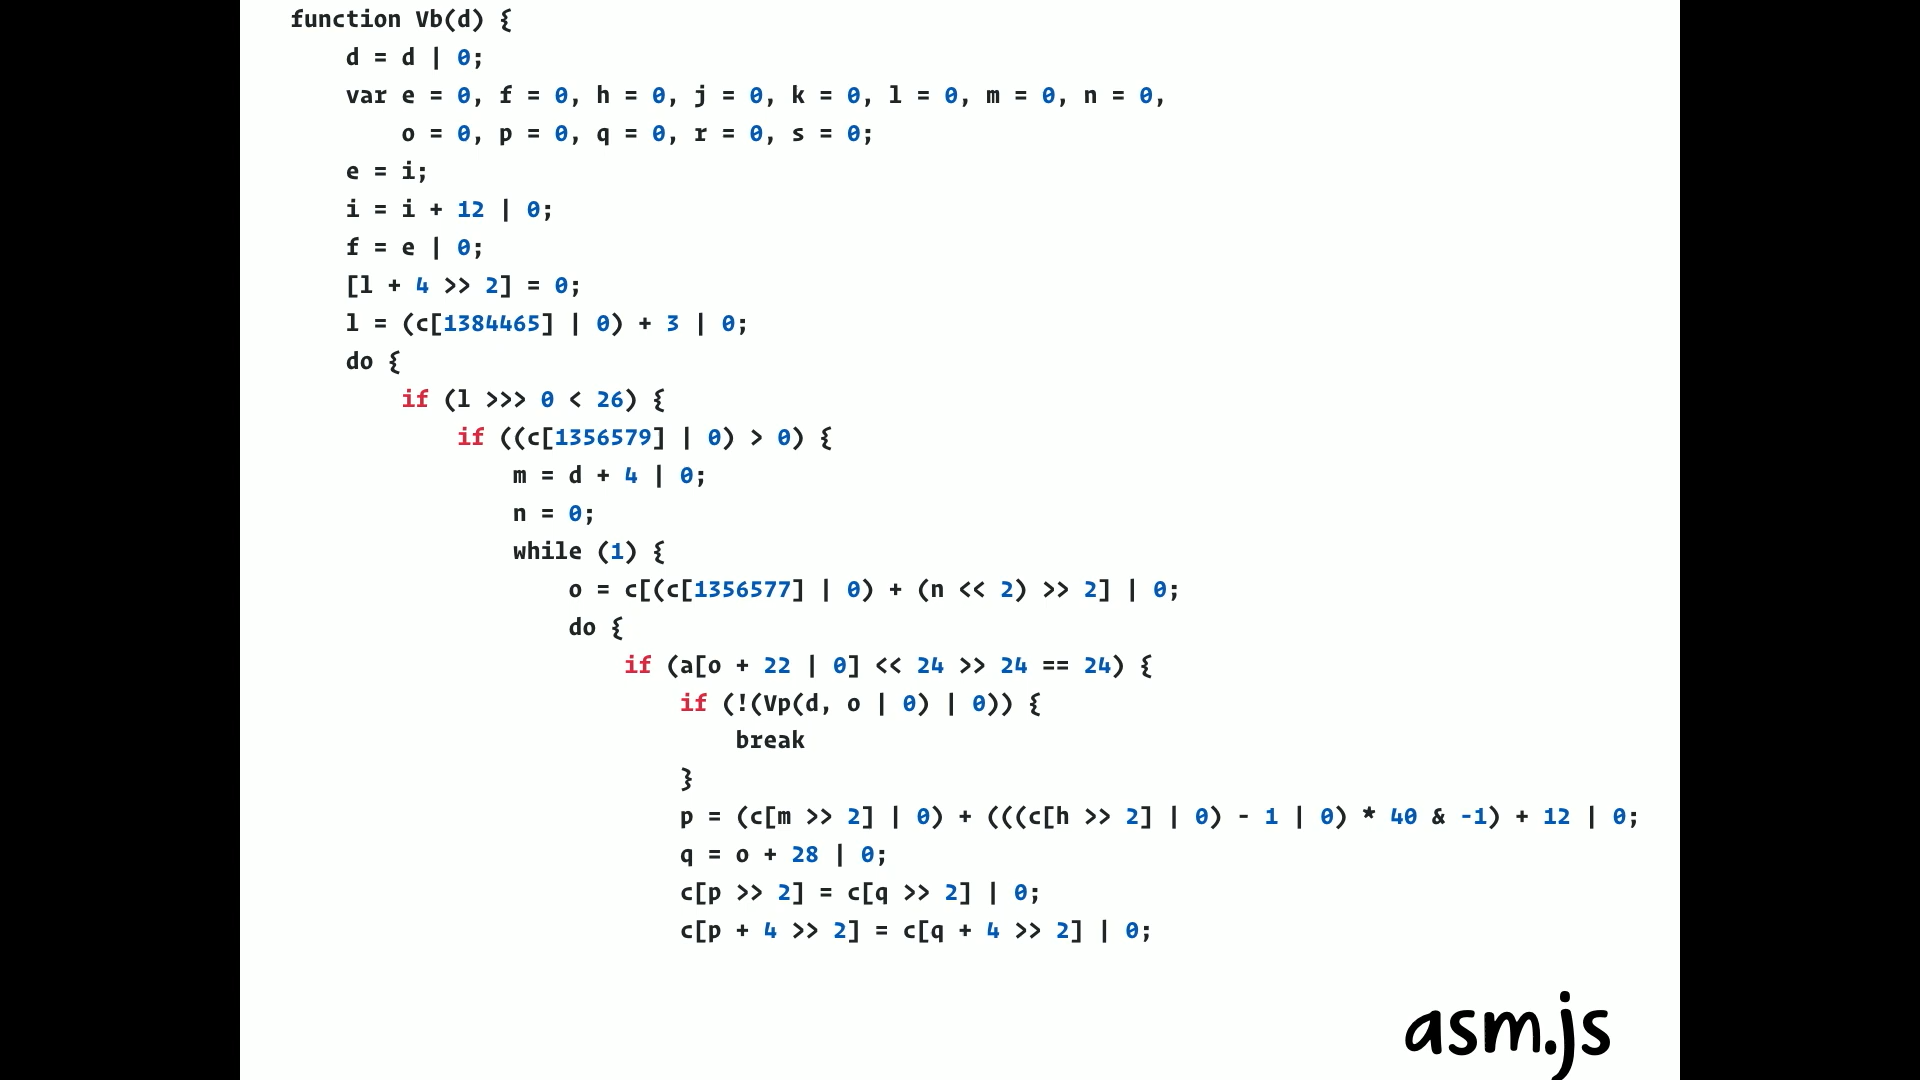 function Vb(d) {
d = d | 0;
var e = 0, f = 0, h = 0, j = 0, k = 0, l = 0, m = 0, n = 0,
o = 0, p = 0, q = 0, r = 0, s = 0;
e = i;
i = i + 12 | 0;
f = e | 0;
[l + 4 >> 2] = 0;
l = (c[1384465] | 0) + 3 | 0;
do {
if (l >>> 0 < 26) {
if ((c[1356579] | 0) > 0) {
m = d + 4 | 0;
n = 0;
while (1) {
o = c[(c[1356577] | 0) + (n << 2) >> 2] | 0;
do {
if (a[o + 22 | 0] << 24 >> 24 == 24) {
if (!(Vp(d, o | 0) | 0)) {
break
}
p = (c[m >> 2] | 0) + (((c[h >> 2] | 0) - 1 | 0) * 40 & -1) + 12 | 0;
q = o + 28 | 0;
c[p >> 2] = c[q >> 2] | 0;
c[p + 4 >> 2] = c[q + 4 >> 2] | 0;
asm.js